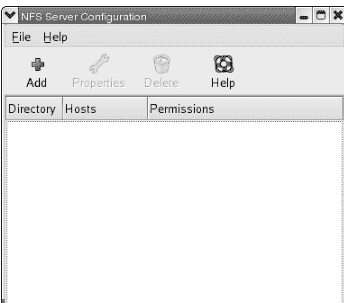 NFS Server Configuration
File Help
Add Properties Delete Help
Directory Hosts Permissions